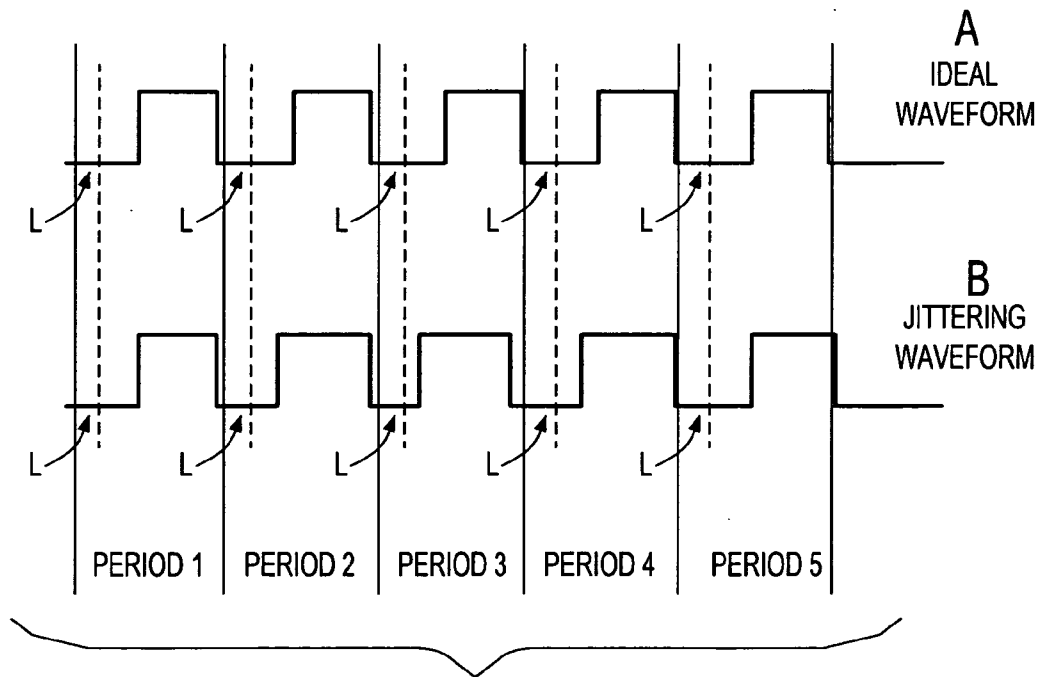 A
IDEAL
WAVEFORM
L L L L L
B
JITTERING
WAVEFORM
L L L L L
PERIOD 1 PERIOD 2 PERIOD 3 PERIOD 4 PERIOD 5